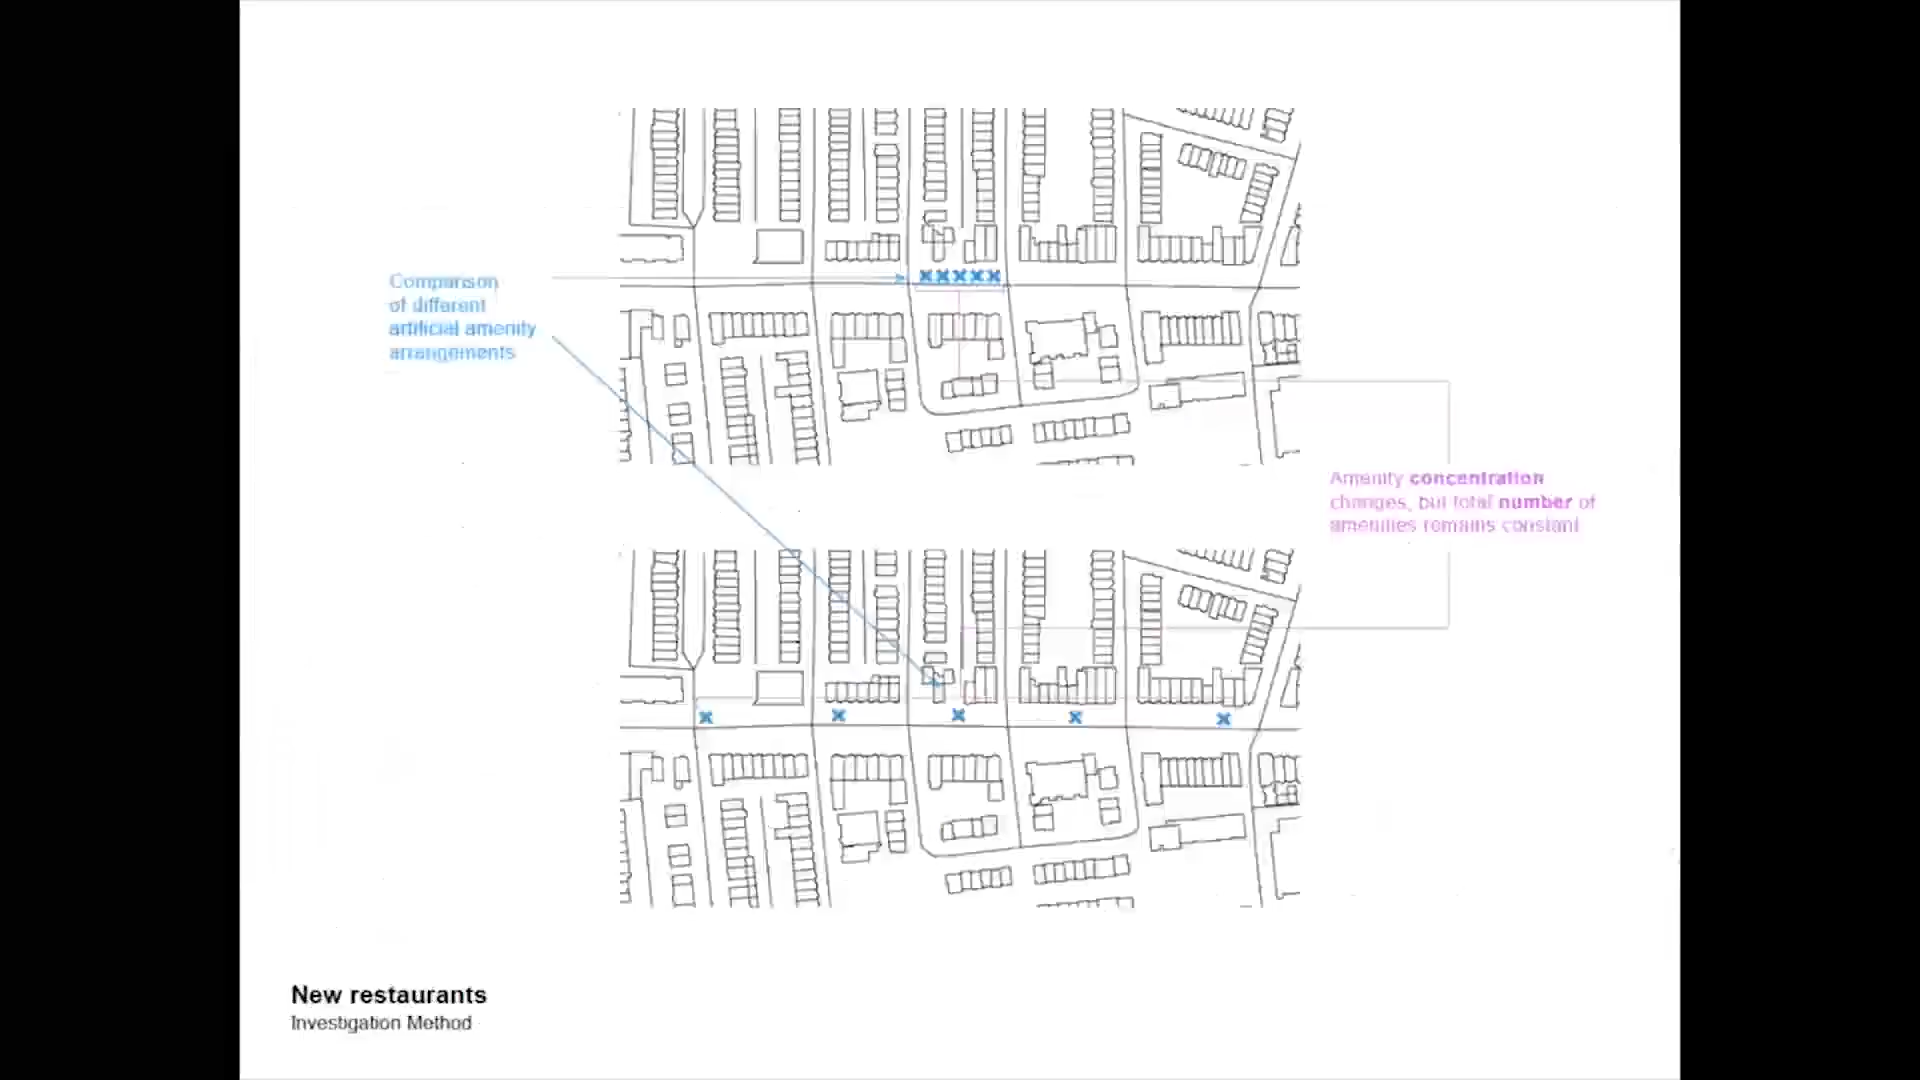 Comparison
of different
artificial amenity
arrangements
Amenity concentration
changes, but total number of
amenities remains constant
New restaurants
Investigation Method